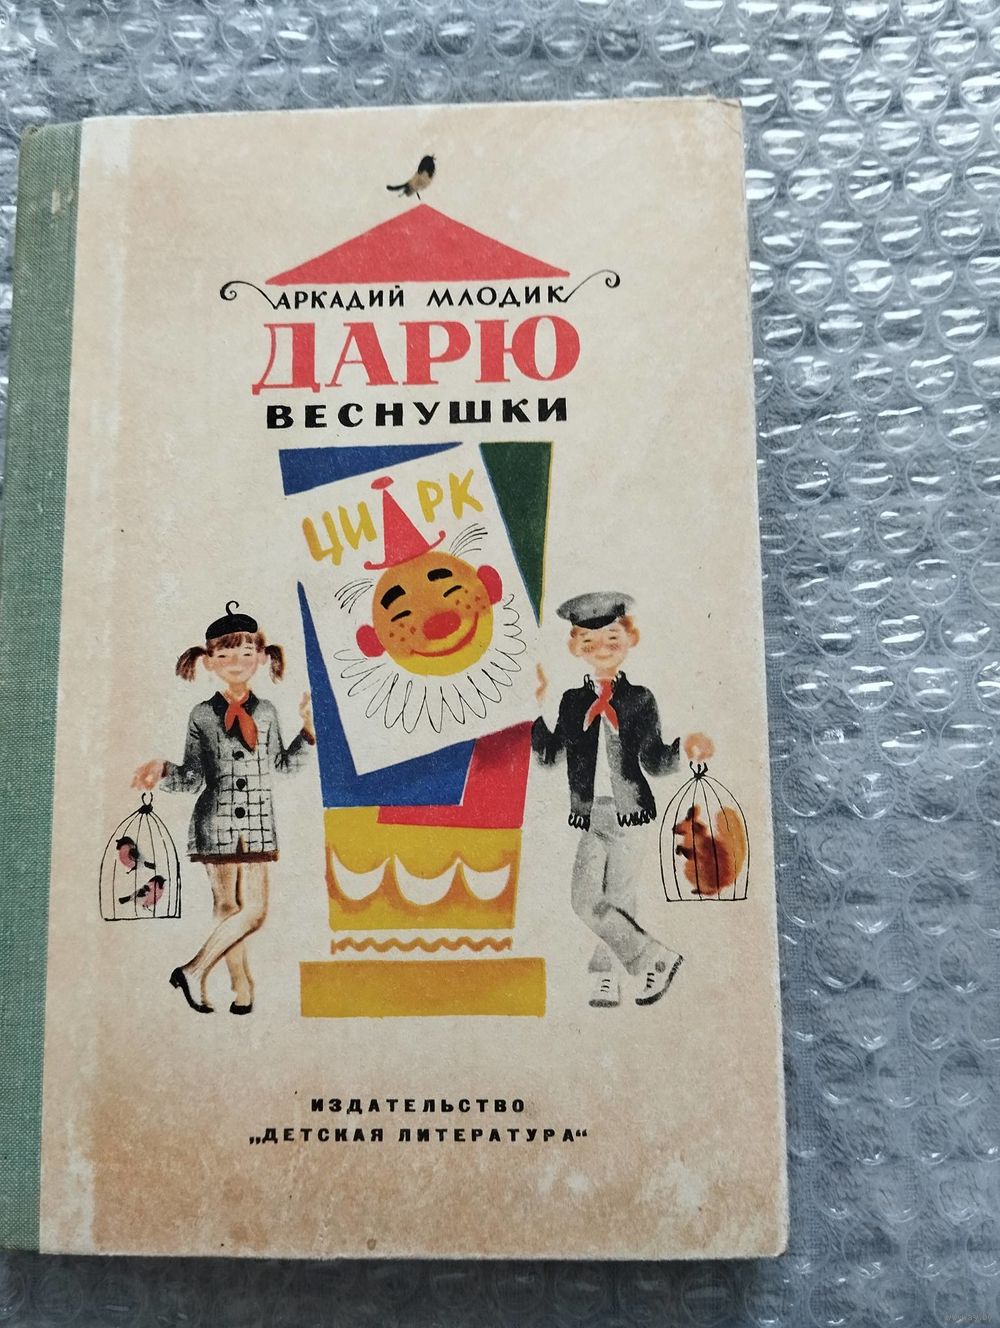 АРКАДИЙ МЛОДИК
ДАРЮ
ВЕСНУШКИ
ЦИРК
ИЗДАТЕЛЬСТВО
„ДЕТСКАЯ ЛИТЕРАТУРА“